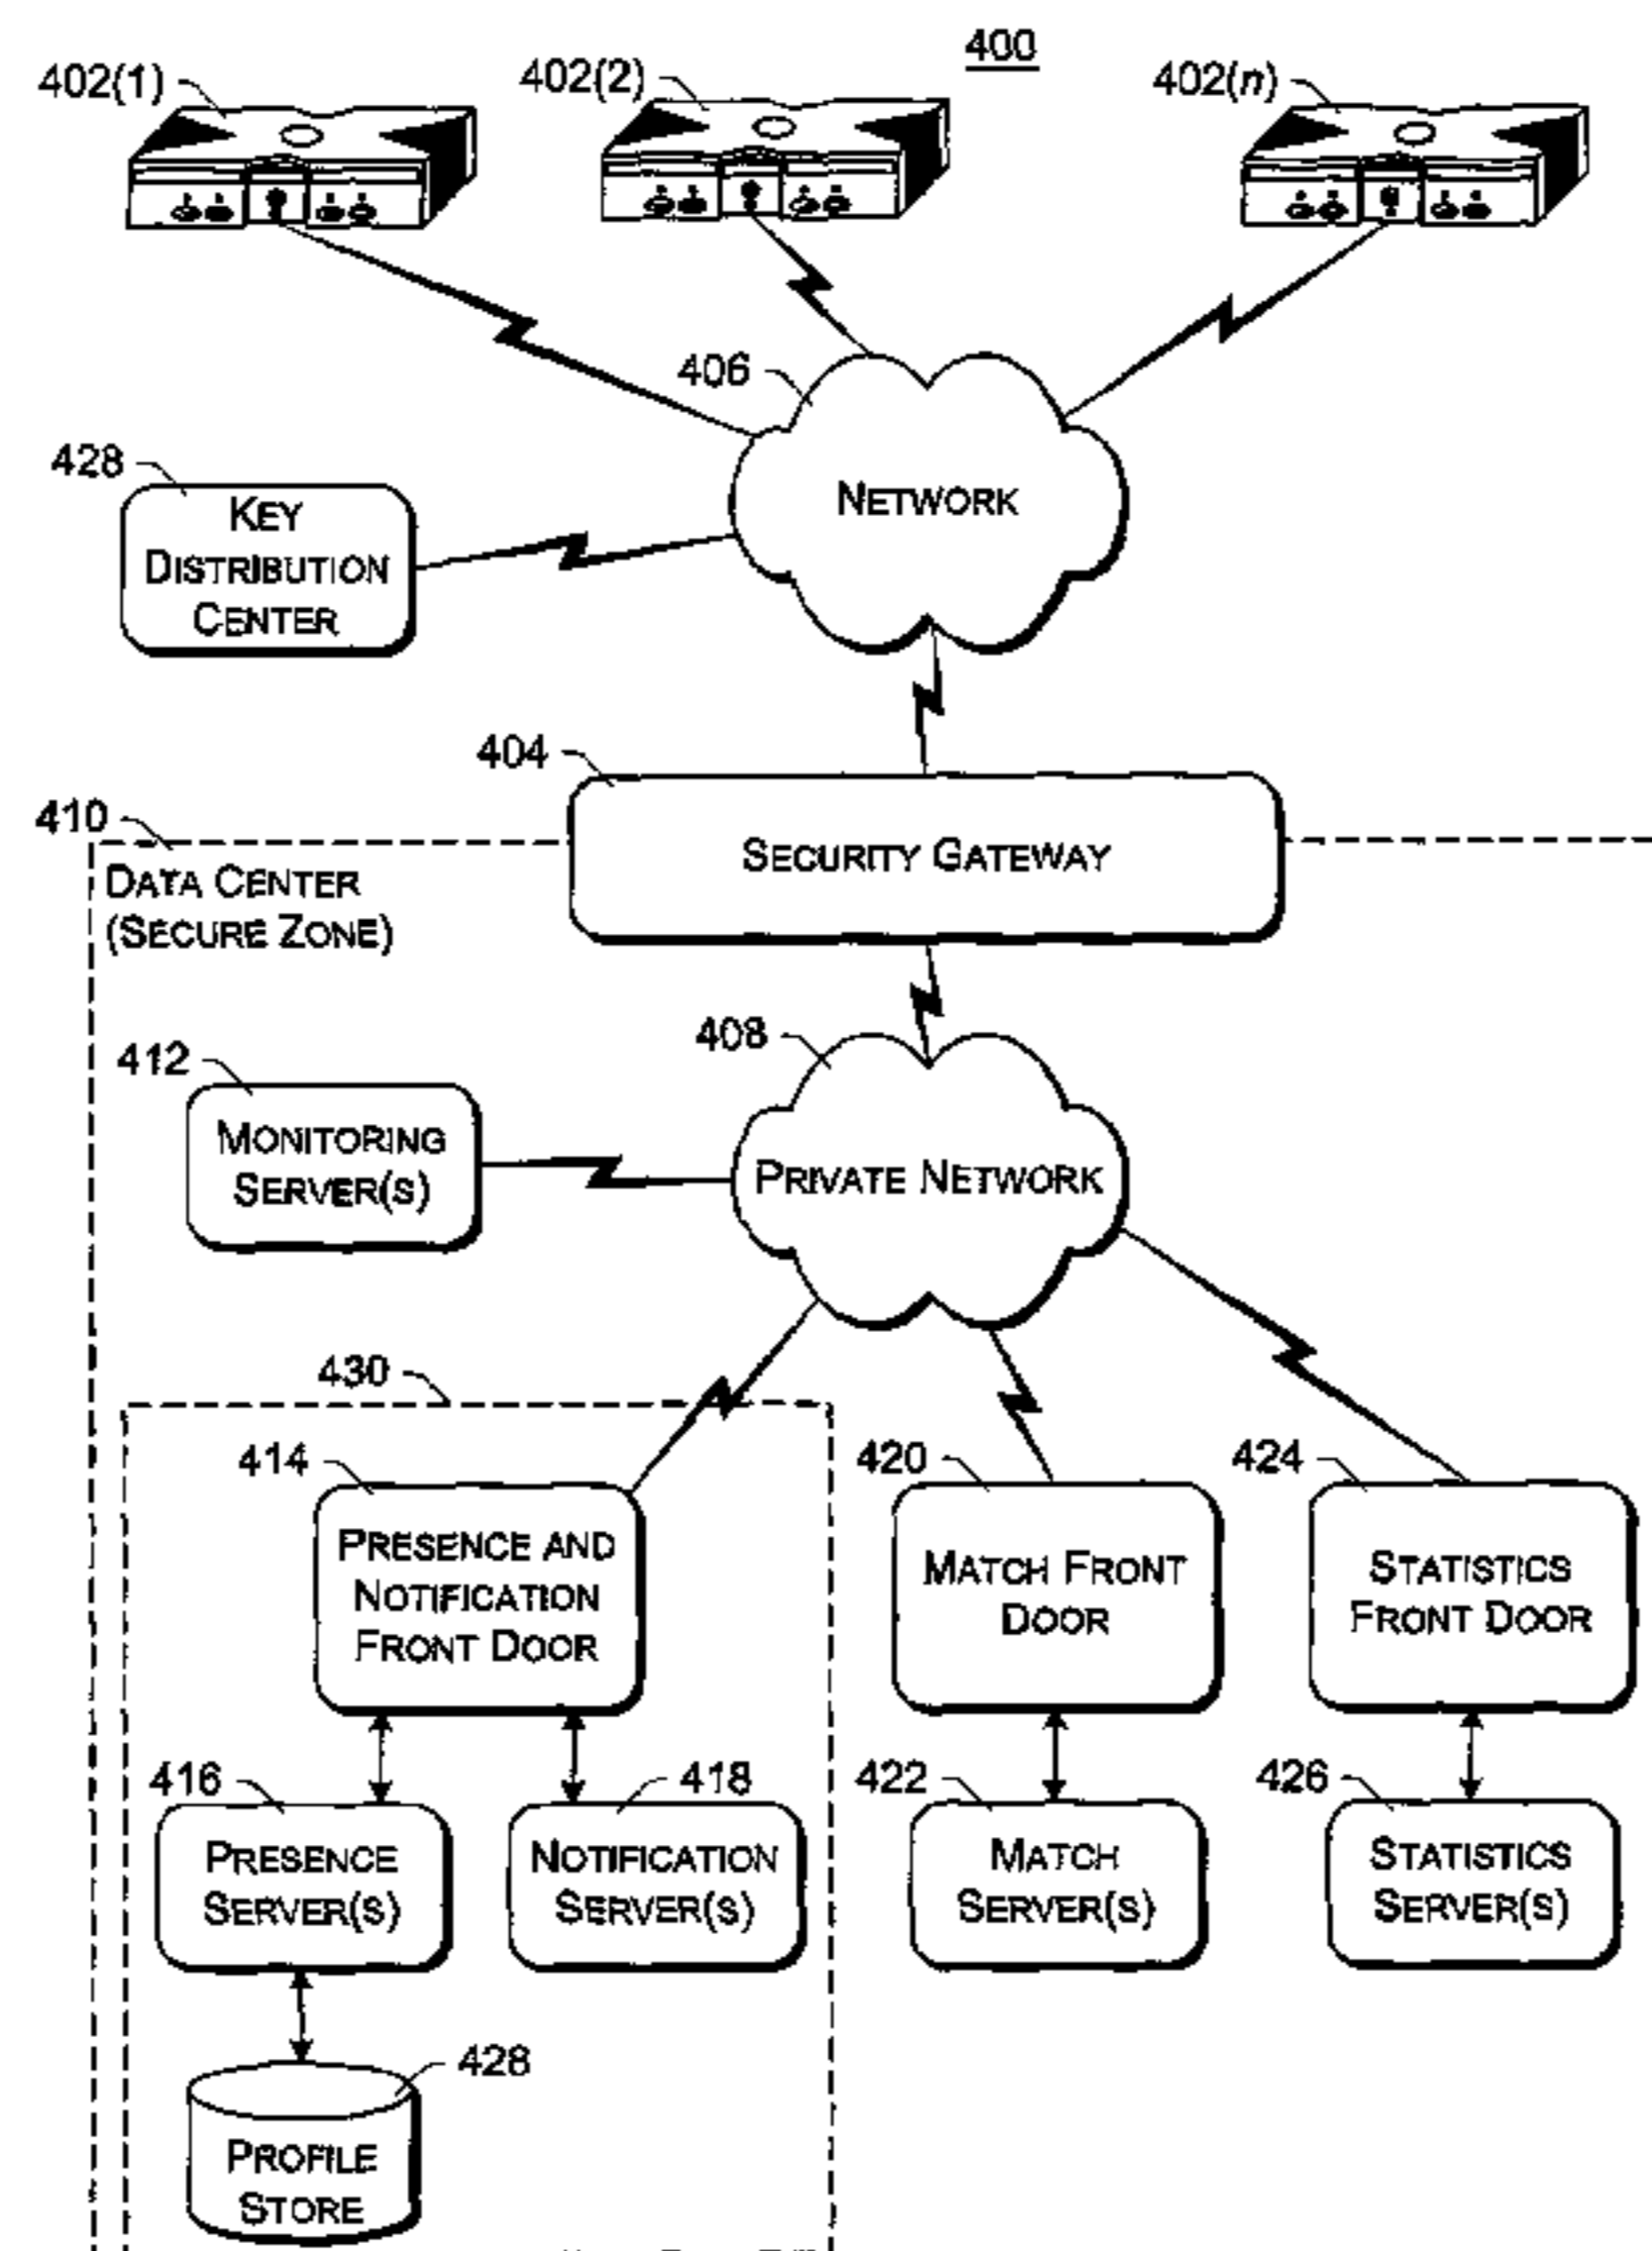 400
402(1)
402(2)
402(n)
406
NETWORK
428
KEY
DISTRIBUTION
CENTER
404
SECURITY GATEWAY
410
DATA CENTER
(SECURE ZONE)
408
PRIVATE NETWORK
412
MONITORING
SERVER(S)
430
414
PRESENCE AND
NOTIFICATION
FRONT DOOR
420
MATCH FRONT
DOOR
424
STATISTICS
FRONT DOOR
416
PRESENCE
SERVER(S)
418
NOTIFICATION
SERVER(S)
422
MATCH
SERVER(S)
426
STATISTICS
SERVER(S)
428
PROFILE
STORE